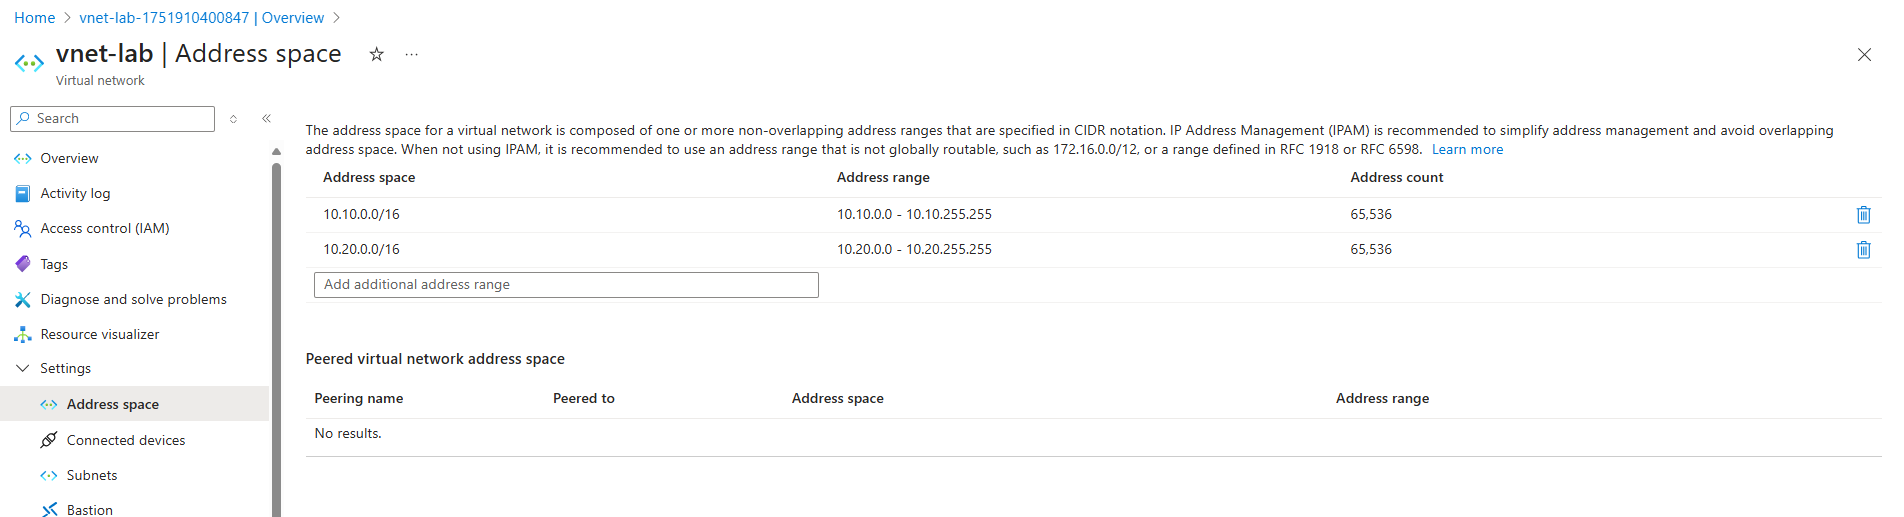 Home > vnet-lab-1751910400847 | Overview >
vnet-lab | Address space
Virtual network
Search
Overview
Activity log
Access control (IAM)
Tags
Diagnose and solve problems
Resource visualizer
Settings
Address space
Connected devices
Subnets
Bastion
The address space for a virtual network is composed of one or more non-overlapping address ranges that are specified in CIDR notation. IP Address Management (IPAM) is recommended to simplify address management and avoid overlapping
address space. When not using IPAM, it is recommended to use an address range that is not globally routable, such as 172.16.0.0/12, or a range defined in RFC 1918 or RFC 6598. Learn more
Address space Address range Address count
10.10.0.0/16 10.10.0.0 - 10.10.255.255 65,536
10.20.0.0/16 10.20.0.0 - 10.20.255.255 65,536
Add additional address range
Peered virtual network address space
Peering name Peered to Address space Address range
No results.